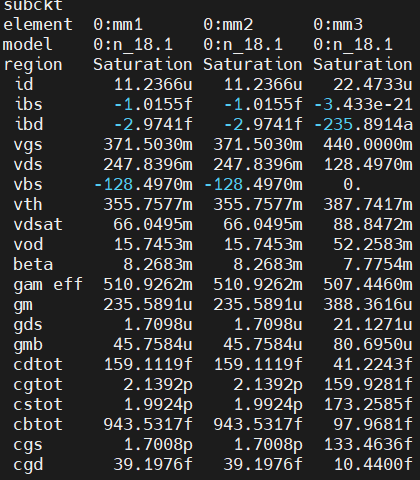 subckt
element 0:mm1 0:mm2 0:mm3
model 0:n_18.1 0:n_18.1 0:n_18.1
region Saturation Saturation Saturation
id 11.2366u 11.2366u 22.4733u
ibs -1.0155f -1.0155f -3.433e-21
ibd -2.9741f -2.9741f -235.8914a
vgs 371.5030m 371.5030m 440.0000m
vds 247.8396m 247.8396m 128.4970m
vbs -128.4970m -128.4970m 0.
vth 355.7577m 355.7577m 387.7417m
vdsat 66.0495m 66.0495m 88.8472m
vod 15.7453m 15.7453m 52.2583m
beta 8.2683m 8.2683m 7.7754m
gam eff 510.9262m 510.9262m 507.4460m
gm 235.5891u 235.5891u 388.3616u
gds 1.7098u 1.7098u 21.1271u
gmb 45.7584u 45.7584u 80.6950u
cdtot 159.1119f 159.1119f 41.2243f
cgtot 2.1392p 2.1392p 159.9281f
cstot 1.9924p 1.9924p 173.2585f
cbtot 943.5317f 943.5317f 97.9681f
cgs 1.7008p 1.7008p 133.4636f
cgd 39.1976f 39.1976f 10.4400f